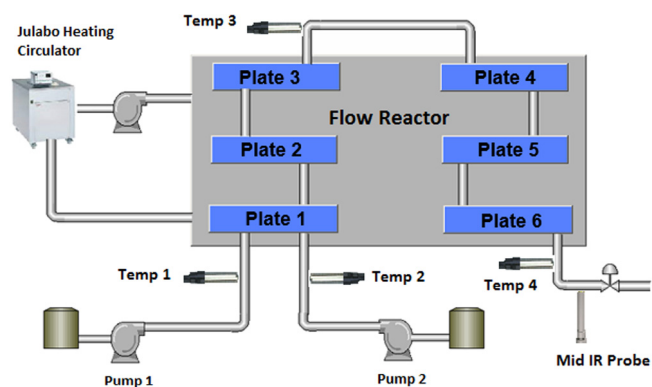 Temp 3
Julabo Heating
Circulator
Plate 3
Plate 4
Flow Reactor
Plate 2
Plate 5
Plate 1
Plate 6
Temp 1
Temp 2
Temp 4
Mid IR Probe
Pump 1
Pump 2